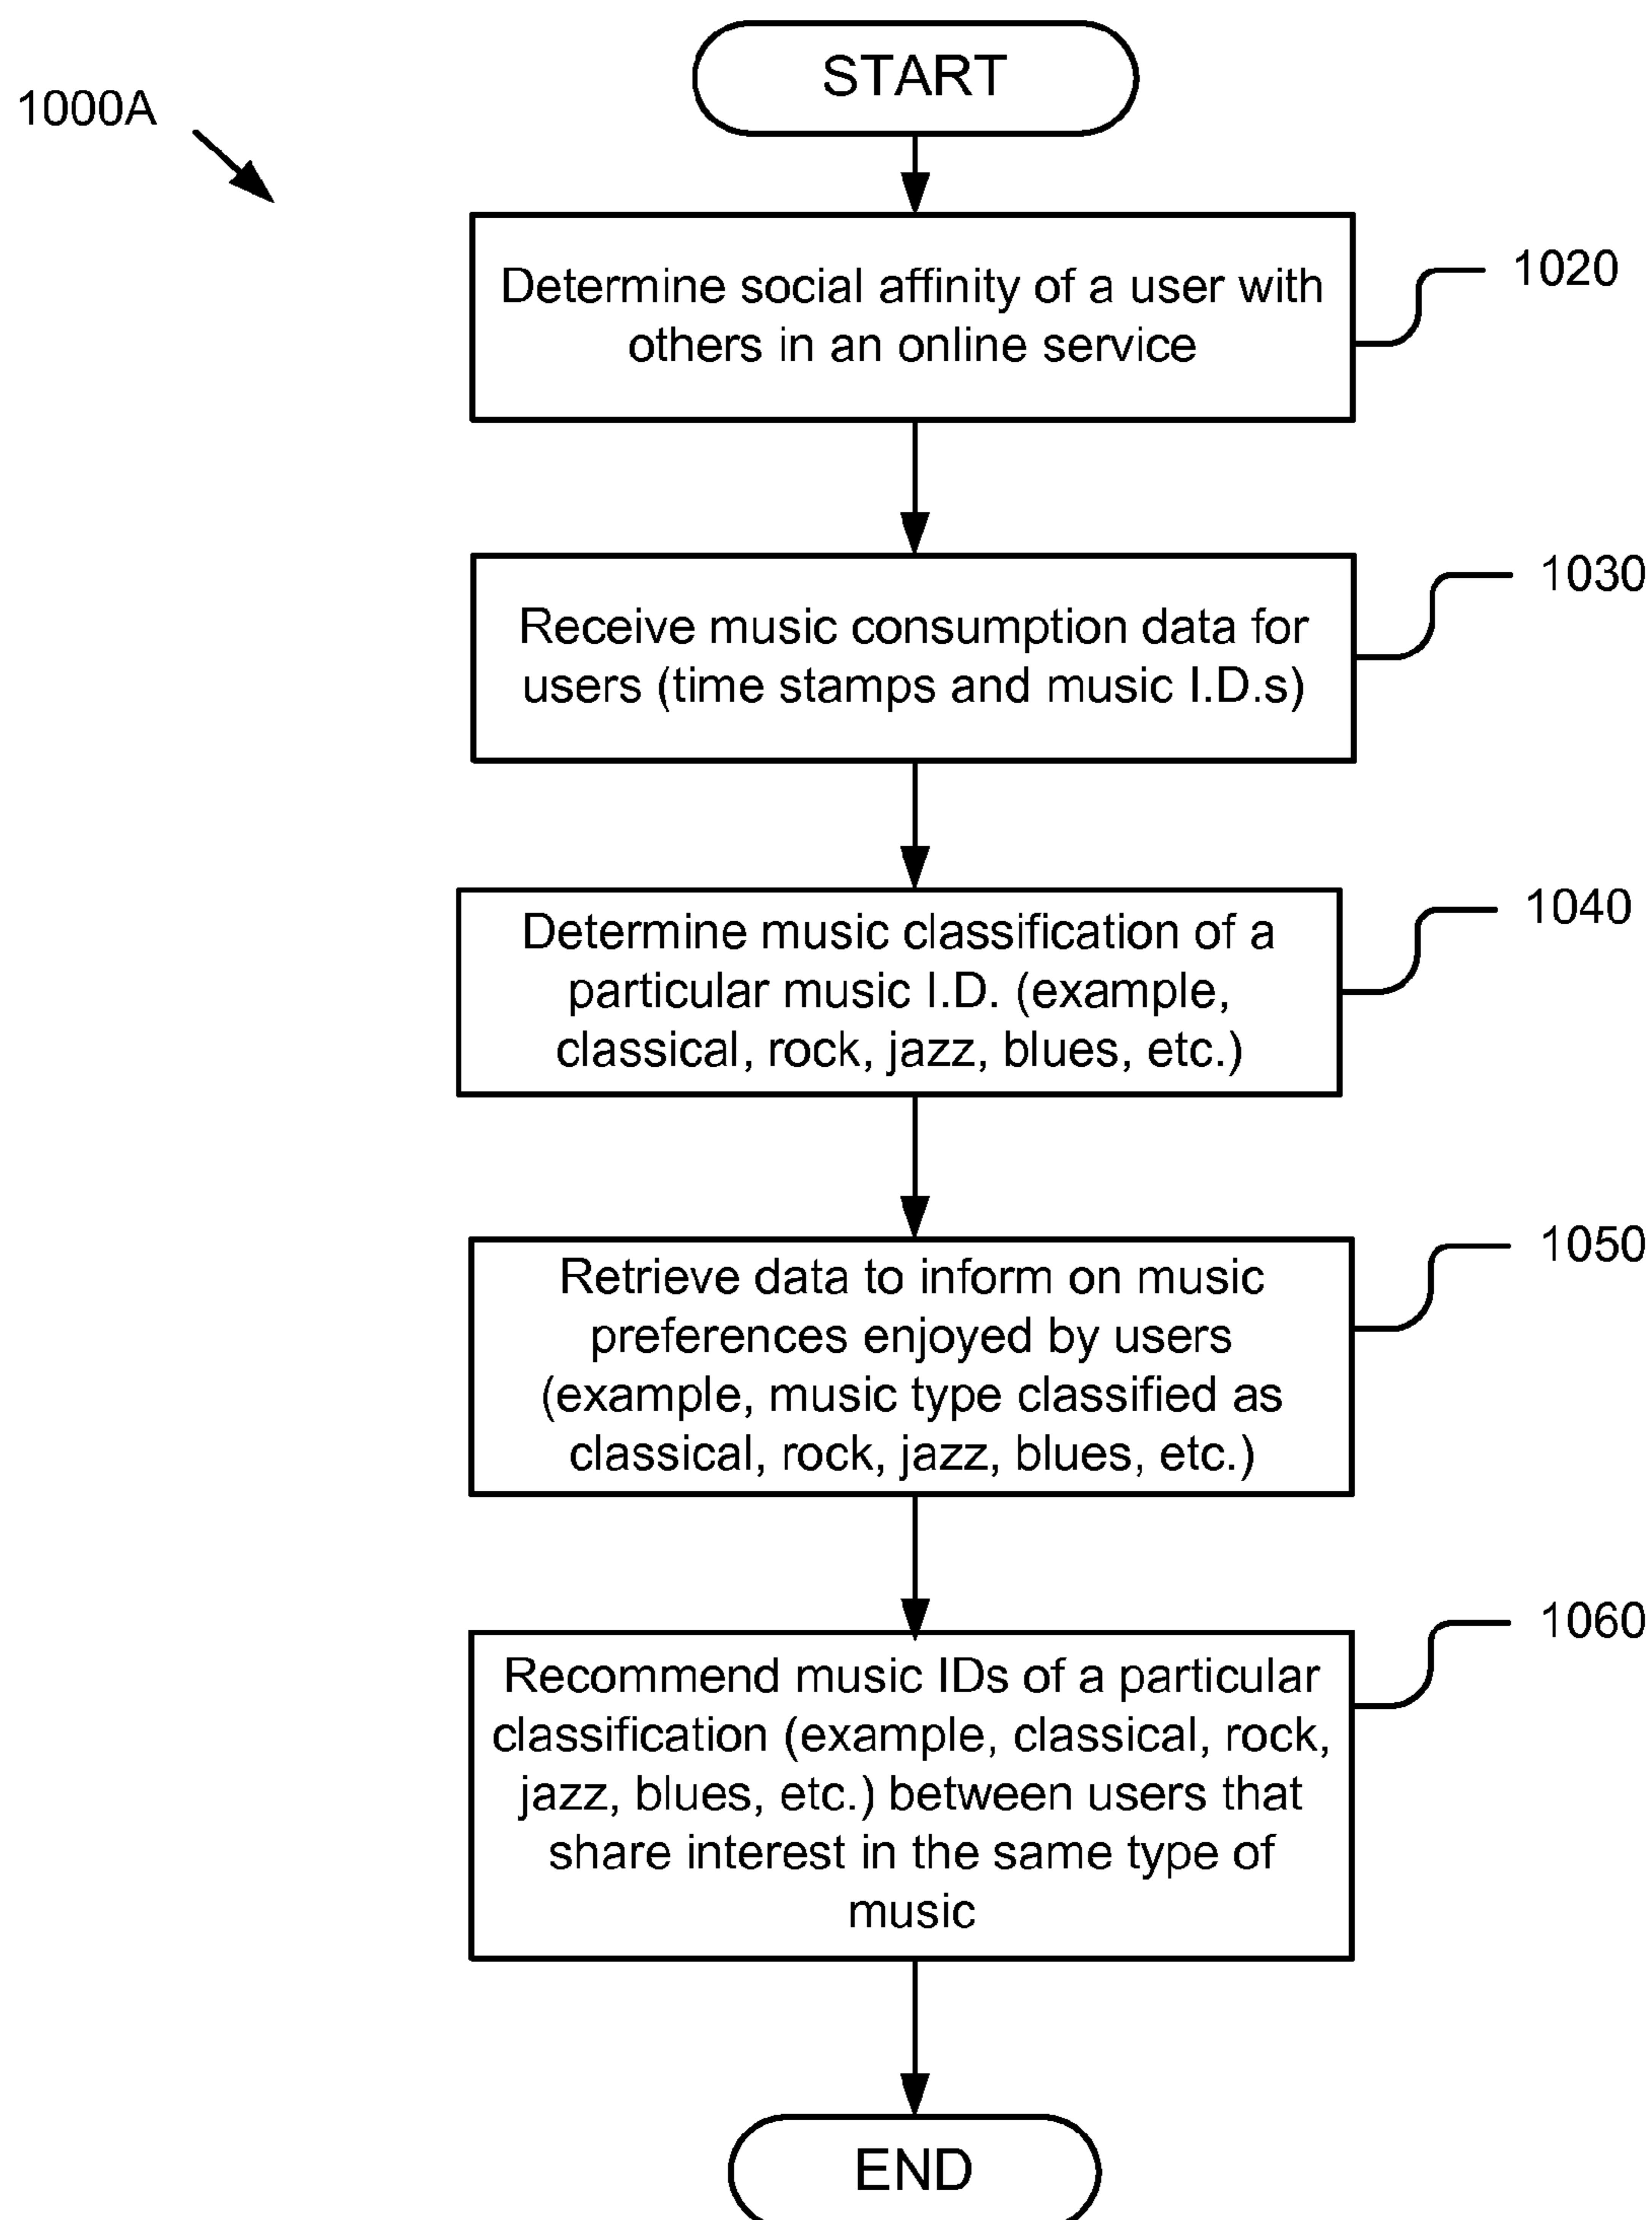 START
1000A
Determine social affinity of a user with
others in an online service
1020
Receive music consumption data for
users (time stamps and music I.D.s)
1030
Determine music classification of a
particular music I.D. (example,
classical, rock, jazz, blues, etc.)
1040
Retrieve data to inform on music
preferences enjoyed by users
(example, music type classified as
classical, rock, jazz, blues, etc.)
1050
Recommend music IDs of a particular
classification (example, classical, rock,
jazz, blues, etc.) between users that
share interest in the same type of
music
1060
END